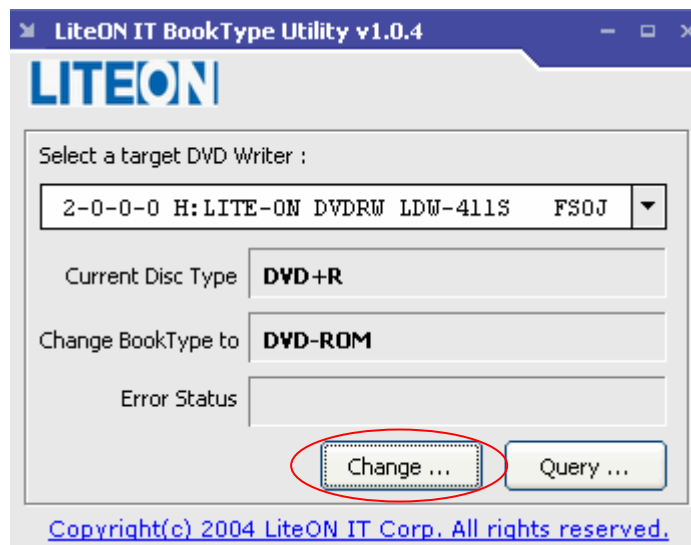 LiteON IT BookType Utility v1.0.4
LITEON
Select a target DVD Writer :
2-0-0-0 H:LITE-ON DVDRW LDW-411S FS0J
Current Disc Type DVD+R
Change BookType to DVD-ROM
Error Status
Change ... Query ...
Copyright(c) 2004 LiteON IT Corp. All rights reserved.